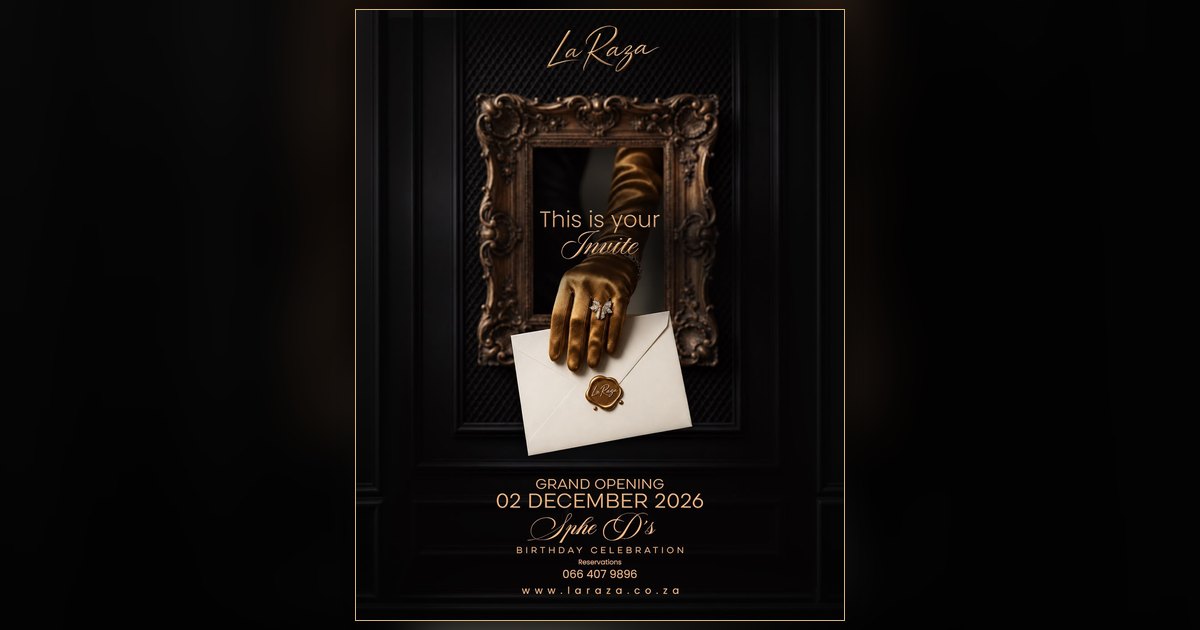 La Raza
This is your
Invite
La Raza
GRAND OPENING
02 DECEMBER 2026
Sphe D's
BIRTHDAY CELEBRATION
Reservations
066 407 9896
www.laraza.co.za